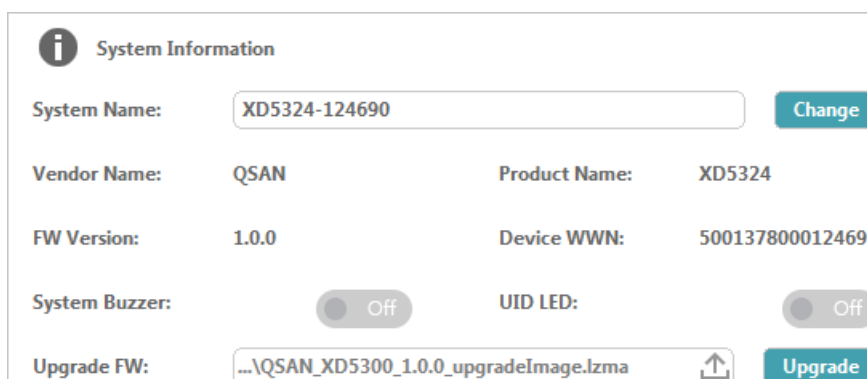 System Information
System Name: XD5324-124690 Change
Vendor Name: QSAN Product Name: XD5324
FW Version: 1.0.0 Device WWN: 500137800012469
System Buzzer: Off UID LED: Off
Upgrade FW: ...\QSAN_XD5300_1.0.0_upgradeImage.lzma Upgrade